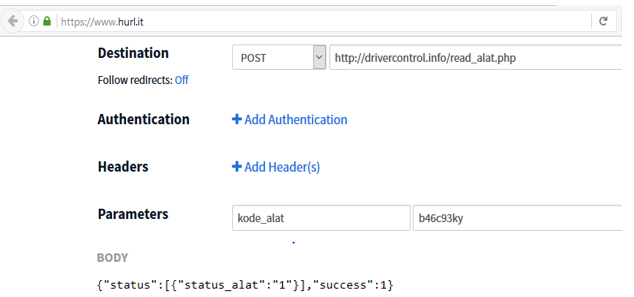 https://www.hurl.it
Destination POST http://drivercontrol.info/read_alat.php
Follow redirects: Off
Authentication + Add Authentication
Headers + Add Header(s)
Parameters kode_alat b46c93ky
BODY
{"status":[{"status_alat":"1"}],"success":1}